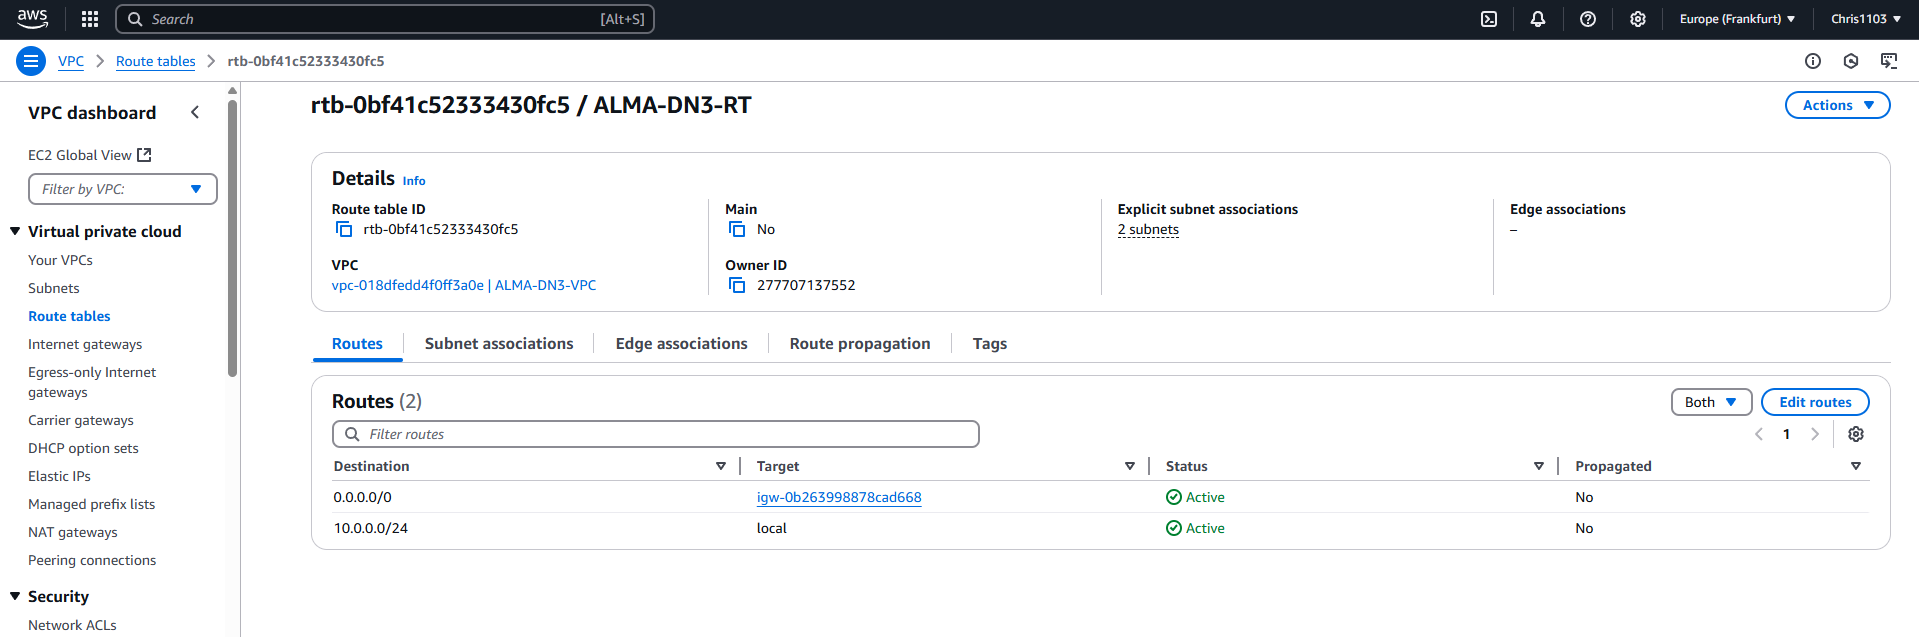 aws
Search [Alt+S] Europe (Frankfurt) Chris1103
VPC Route tables rtb-0bf41c52333430fc5
VPC dashboard
EC2 Global View
Filter by VPC:
Virtual private cloud
Your VPCs
Subnets
Route tables
Internet gateways
Egress-only Internet
gateways
Carrier gateways
DHCP option sets
Elastic IPs
Managed prefix lists
NAT gateways
Peering connections
Security
Network ACLs
rtb-0bf41c52333430fc5 / ALMA-DN3-RT
Actions
Details Info
Route table ID
rtb-0bf41c52333430fc5
VPC
vpc-018dfedd4f0ff3a0e | ALMA-DN3-VPC
Main
No
Owner ID
277707137552
Explicit subnet associations
2 subnets
Edge associations
–
Routes Subnet associations Edge associations Route propagation Tags
Routes (2)
Both Edit routes
Filter routes
1
Destination Target Status Propagated
0.0.0.0/0 igw-0b263998878cad668 Active No
10.0.0.0/24 local Active No